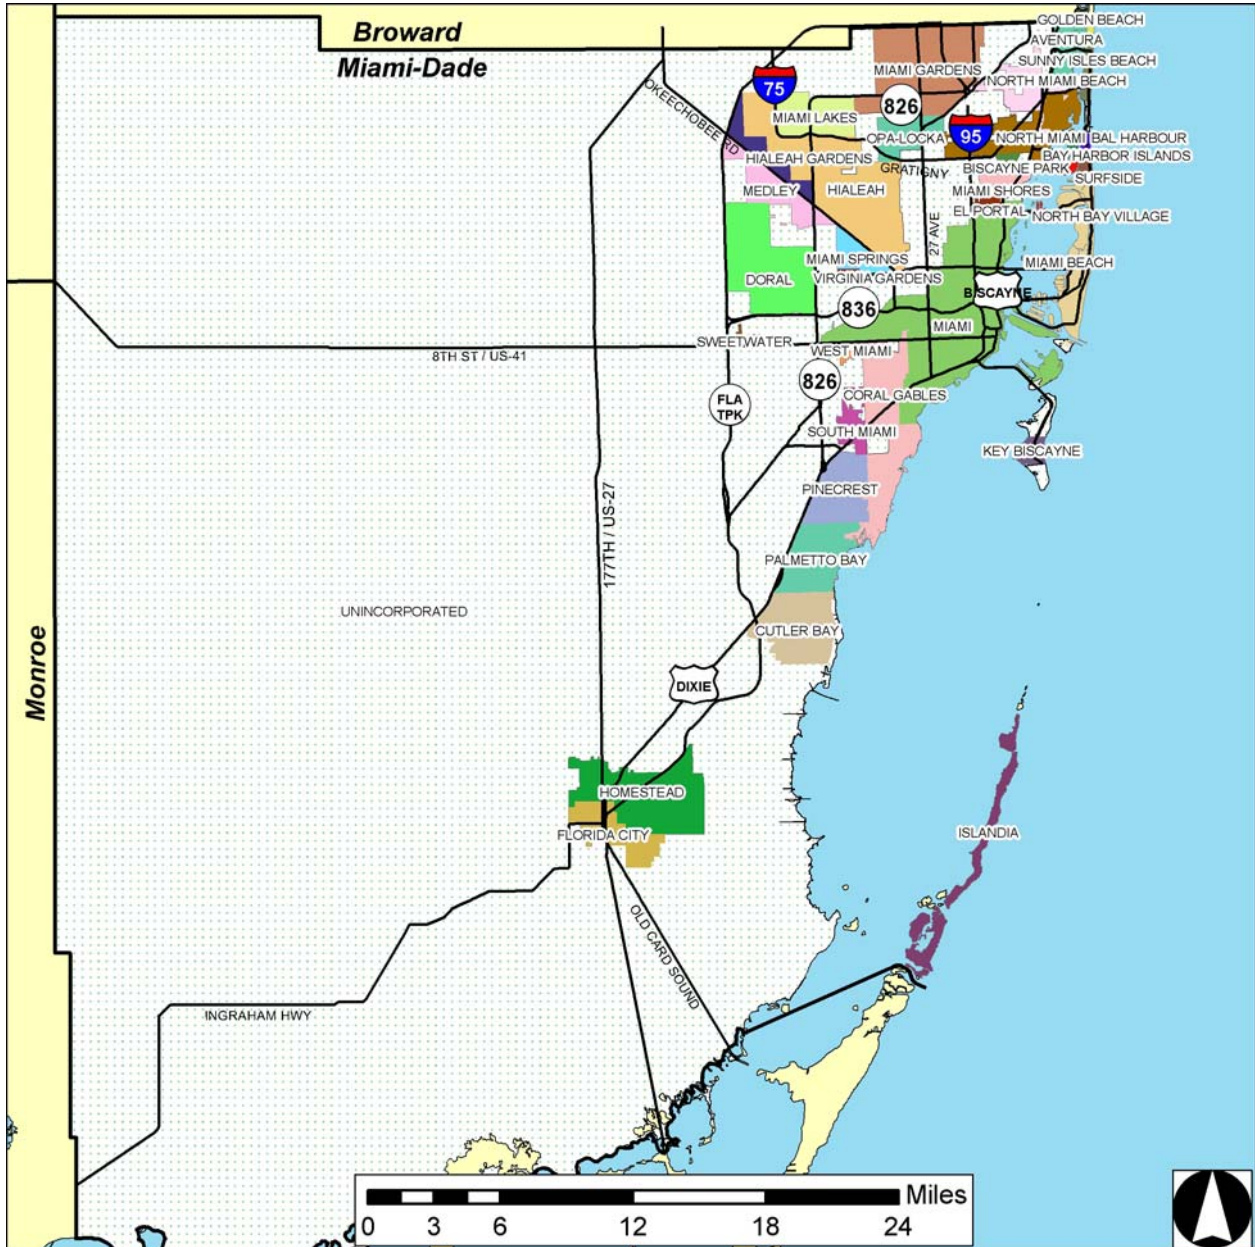 Broward
Miami-Dade
GOLDEN BEACH
AVENTURA
SUNNY ISLES BEACH
MIAMI GARDENS
NORTH MIAMI BEACH
75
OKEECHOBEE RD
826
MIAMI LAKES
OPA-LOCKA
95
NORTH MIAMI
BAL HARBOUR
HIALEAH GARDENS
BAY HARBOR ISLANDS
GRATIGNY
BISCAYNE PARK
SURFSIDE
MEDLEY
HIALEAH
MIAMI SHORES
EL PORTAL
NORTH BAY VILLAGE
27 AVE
MIAMI SPRINGS
MIAMI BEACH
DORAL
VIRGINIA GARDENS
BISCAYNE
836
MIAMI
SWEETWATER
WEST MIAMI
8TH ST / US-41
826
FLA
TPK
CORAL GABLES
SOUTH MIAMI
KEY BISCAYNE
PINECREST
177TH / US-27
PALMETTO BAY
UNINCORPORATED
CUTLER BAY
Monroe
DIXIE
HOMESTEAD
FLORIDA CITY
ISLANDIA
OLD CARD SOUND
INGRAHAM HWY
Miles
0 3 6 12 18 24